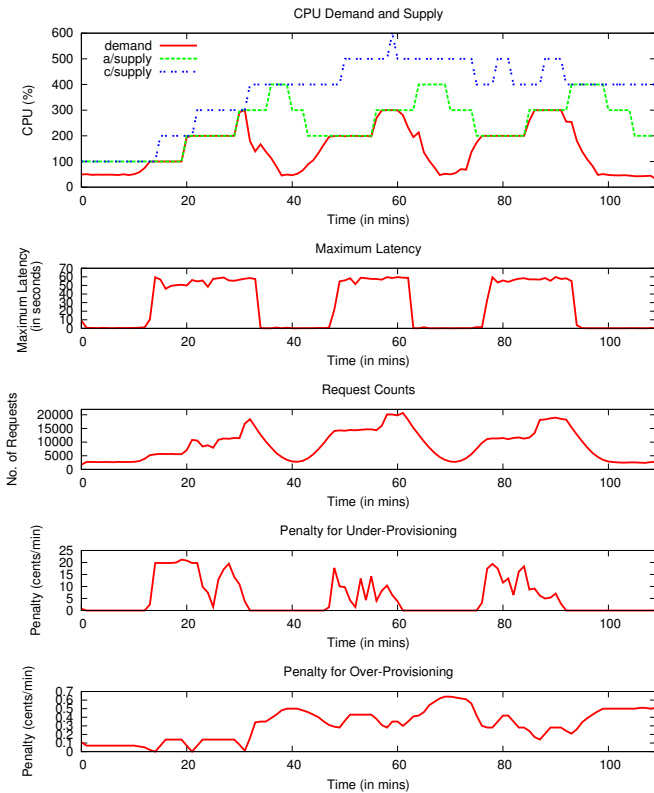 CPU Demand and Supply
600
500
400
300
200
100
0
CPU (%)
demand
a/supply
c/supply
0 20 40 60 80 100
Time (in mins)
Maximum Latency
70
60
50
40
30
20
10
0
Maximum Latency
(in seconds)
0 20 40 60 80 100
Time (in mins)
Request Counts
20000
15000
10000
5000
0
No. of Requests
0 20 40 60 80 100
Time (in mins)
Penalty for Under-Provisioning
25
20
15
10
5
0
Penalty (cents/min)
0 20 40 60 80 100
Time (in mins)
Penalty for Over-Provisioning
0.7
0.6
0.5
0.4
0.3
0.2
0.1
0
Penalty (cents/min)
0 20 40 60 80 100
Time (in mins)